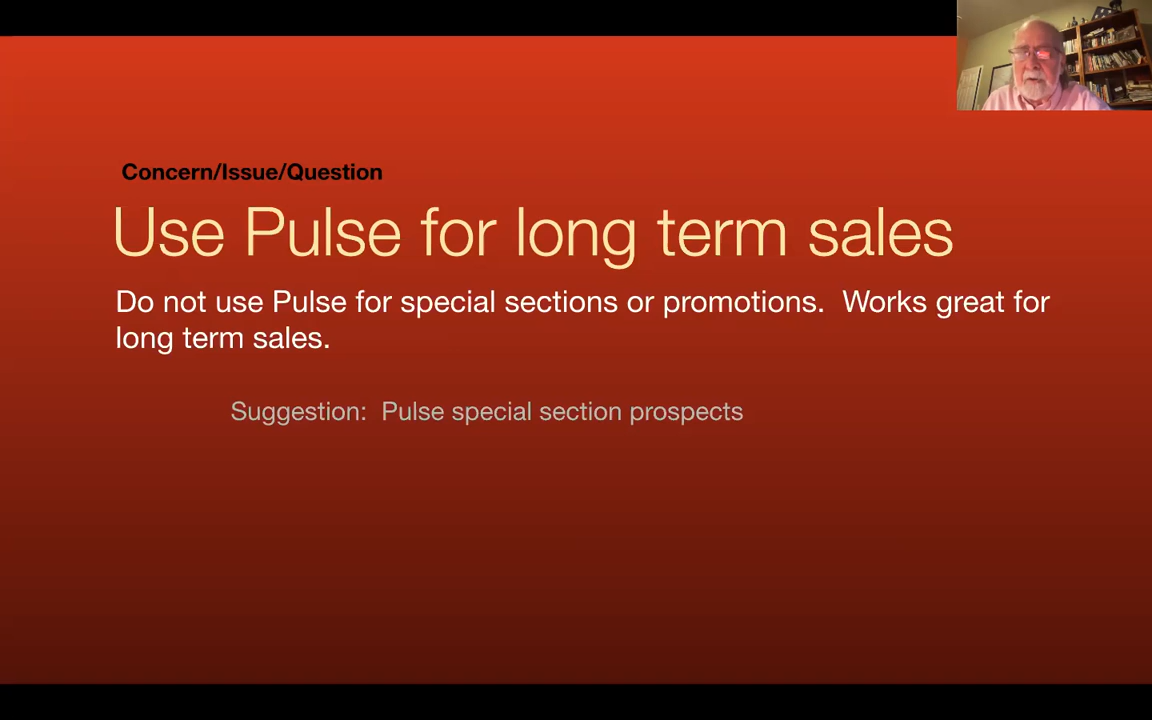 Concern/Issue/Question
Use Pulse for long term sales
Do not use Pulse for special sections or promotions.  Works great for
long term sales.
Suggestion:  Pulse special section prospects